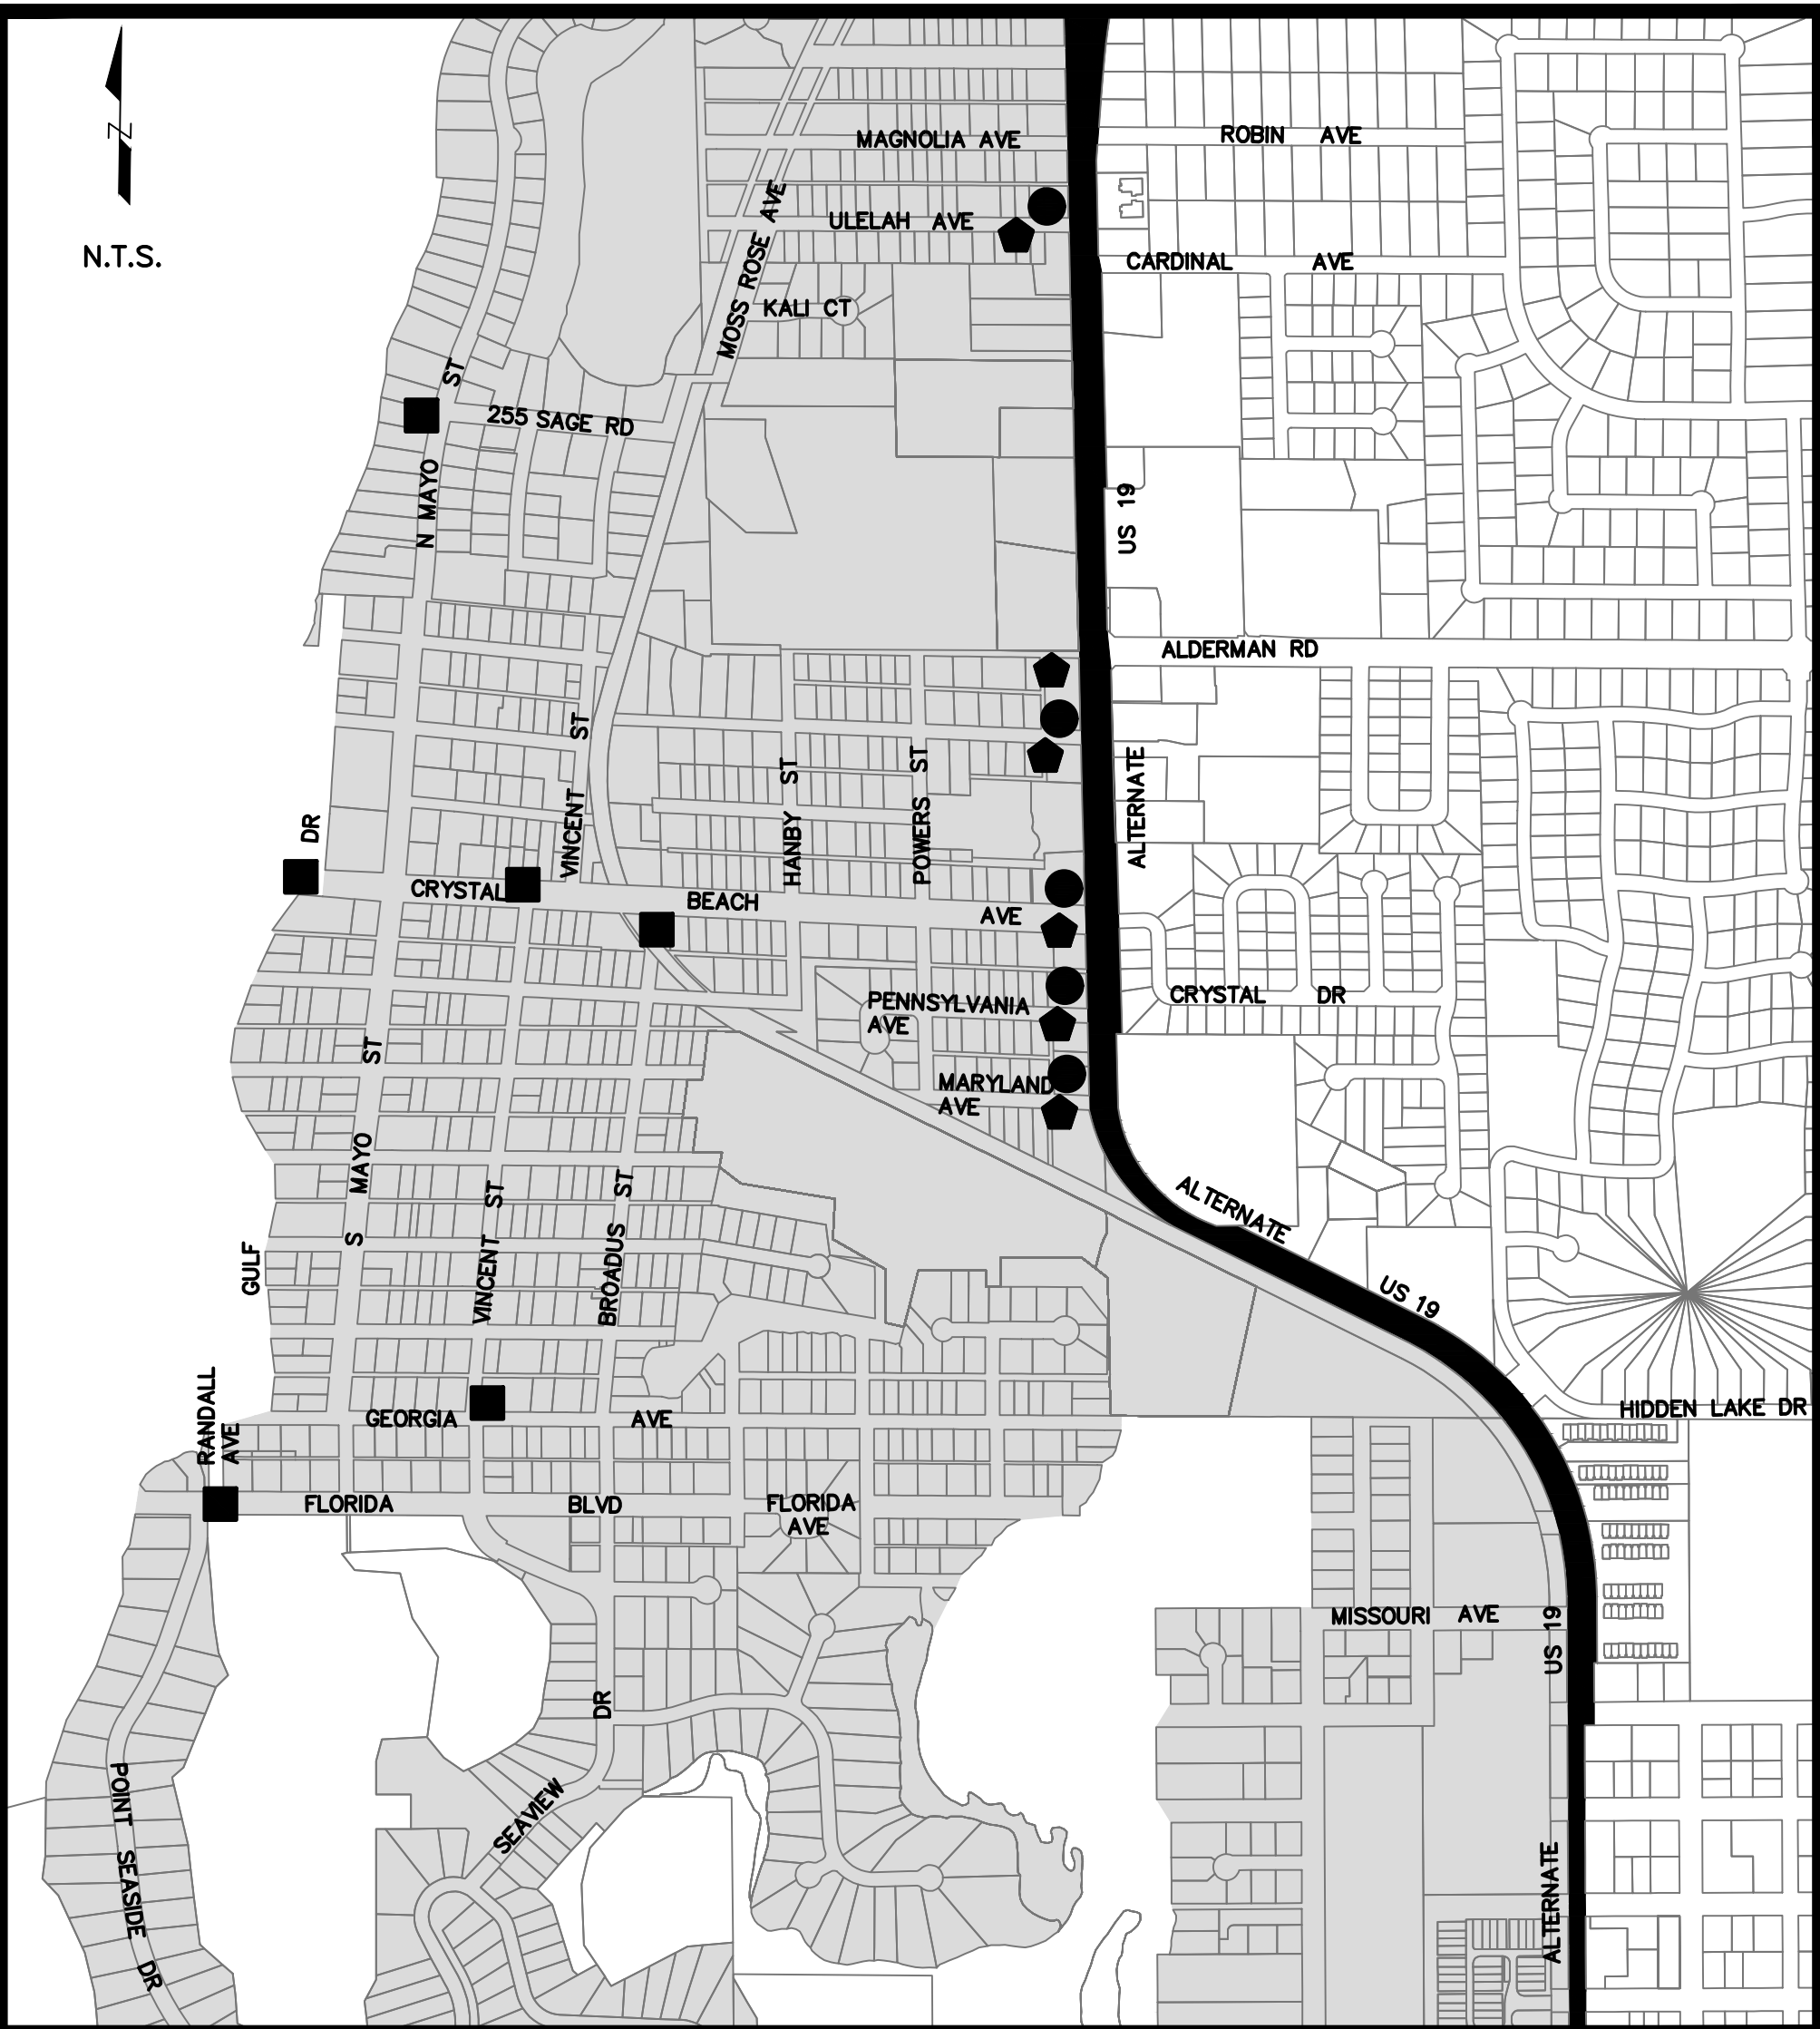 MAGNOLIA AVE
ROBIN AVE
N
N.T.S.
ULELAH AVE
CARDINAL AVE
MOSS ROSE AVE
KALI CT
255 SAGE RD
N MAYO ST
US 19
ALDERMAN RD
ALTERNATE
VINCENT ST
HANBY ST
POWERS ST
DR
CRYSTAL BEACH AVE
PENNSYLVANIA
AVE
CRYSTAL DR
MARYLAND
AVE
S MAYO ST
GULF
VINCENT ST
BROADUS ST
ALTERNATE
US 19
RANDALL
AVE
GEORGIA AVE
HIDDEN LAKE DR
FLORIDA BLVD
FLORIDA
AVE
MISSOURI AVE
US 19
ALTERNATE
SEAVIEW DR
POINT SEASIDE DR